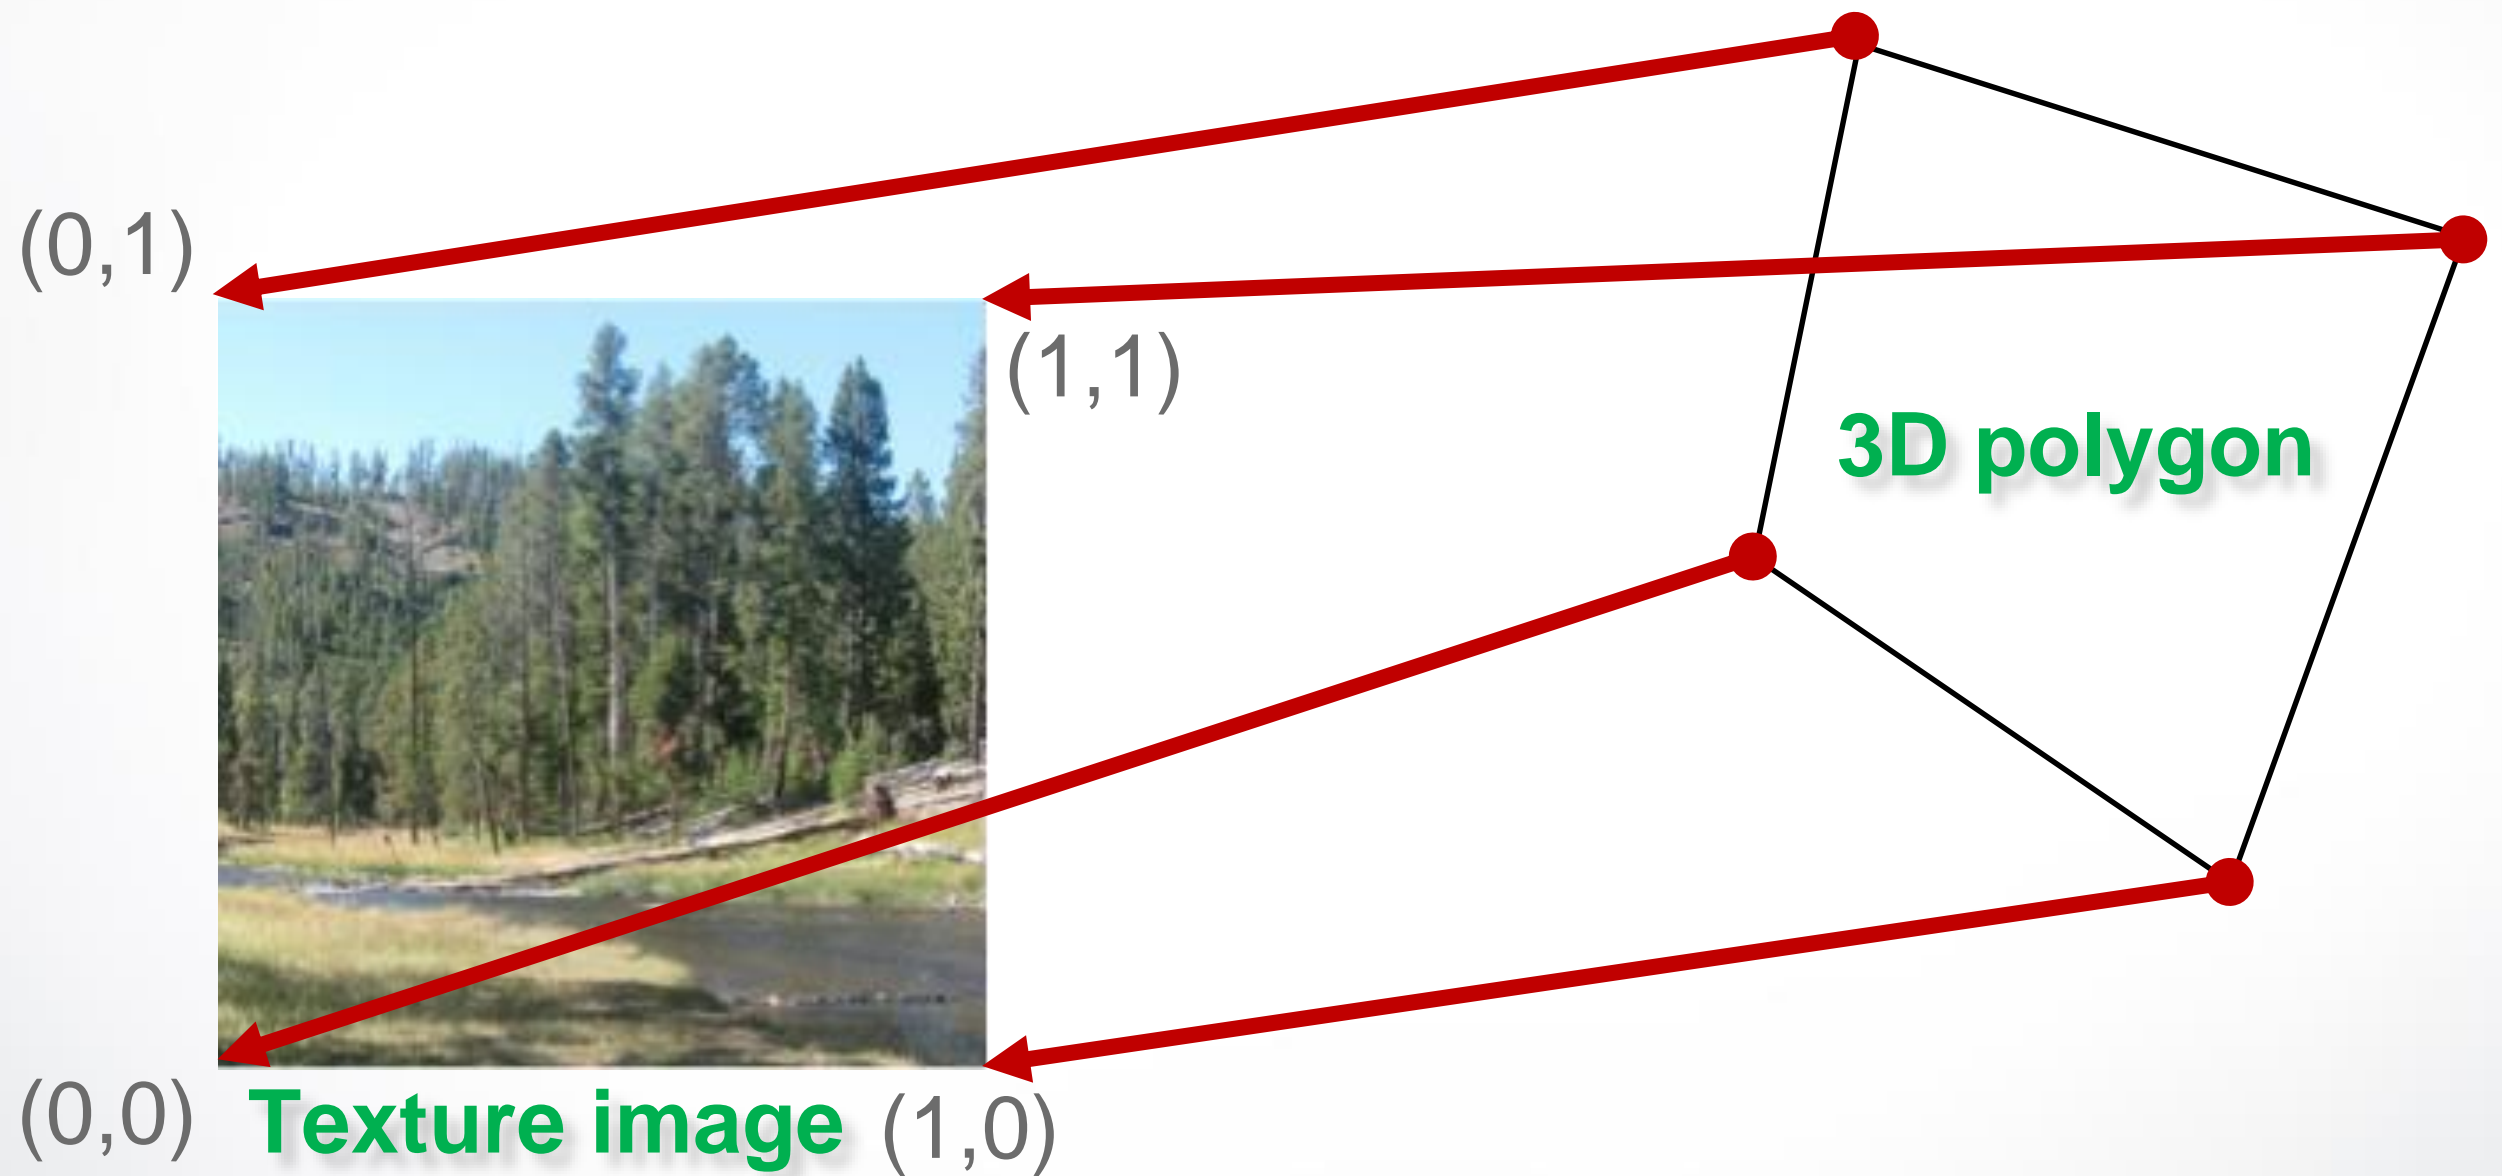 (0,1)
(1,1)
3D polygon
(0,0)
Texture image
(1,0)